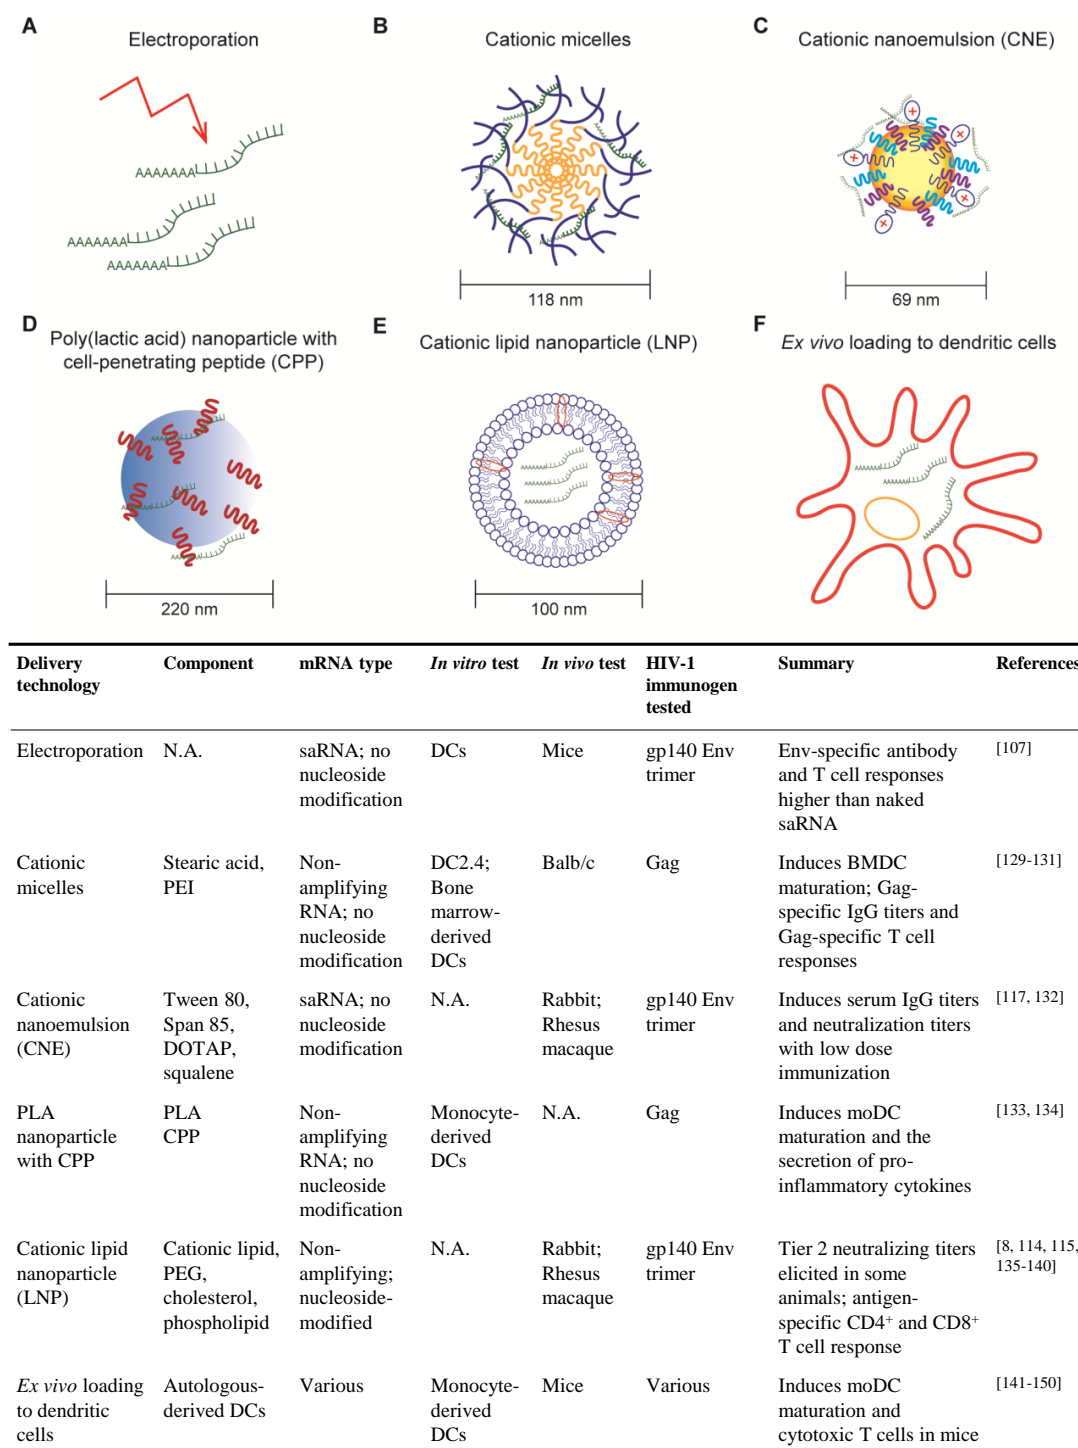 A
Electroporation
AAAAAAA
AAAAAAA
AAAAAAA
B
Cationic micelles
118 nm
C
Cationic nanoemulsion (CNE)
+
+
+
+
+
69 nm
D
Poly(lactic acid) nanoparticle with
cell-penetrating peptide (CPP)
220 nm
E
Cationic lipid nanoparticle (LNP)
100 nm
F
Ex vivo loading to dendritic cells
Delivery technology | Component | mRNA type | In vitro test | In vivo test | HIV-1 immunogen tested | Summary | References
Electroporation | N.A. | saRNA; no nucleoside modification | DCs | Mice | gp140 Env trimer | Env-specific antibody and T cell responses higher than naked saRNA | [107]
Cationic micelles | Stearic acid, PEI | Non-amplifying RNA; no nucleoside modification | DC2.4; Bone marrow-derived DCs | Balb/c | Gag | Induces BMDC maturation; Gag-specific IgG titers and Gag-specific T cell responses | [129-131]
Cationic nanoemulsion (CNE) | Tween 80, Span 85, DOTAP, squalene | saRNA; no nucleoside modification | N.A. | Rabbit; Rhesus macaque | gp140 Env trimer | Induces serum IgG titers and neutralization titers with low dose immunization | [117, 132]
PLA nanoparticle with CPP | PLA CPP | Non-amplifying RNA; no nucleoside modification | Monocyte-derived DCs | N.A. | Gag | Induces moDC maturation and the secretion of pro-inflammatory cytokines | [133, 134]
Cationic lipid nanoparticle (LNP) | Cationic lipid, PEG, cholesterol, phospholipid | Non-amplifying; nucleoside-modified | N.A. | Rabbit; Rhesus macaque | gp140 Env trimer | Tier 2 neutralizing titers elicited in some animals; antigen-specific CD4+ and CD8+ T cell response | [8, 114, 115, 135-140]
Ex vivo loading to dendritic cells | Autologous-derived DCs | Various | Monocyte-derived DCs | Mice | Various | Induces moDC maturation and cytotoxic T cells in mice | [141-150]